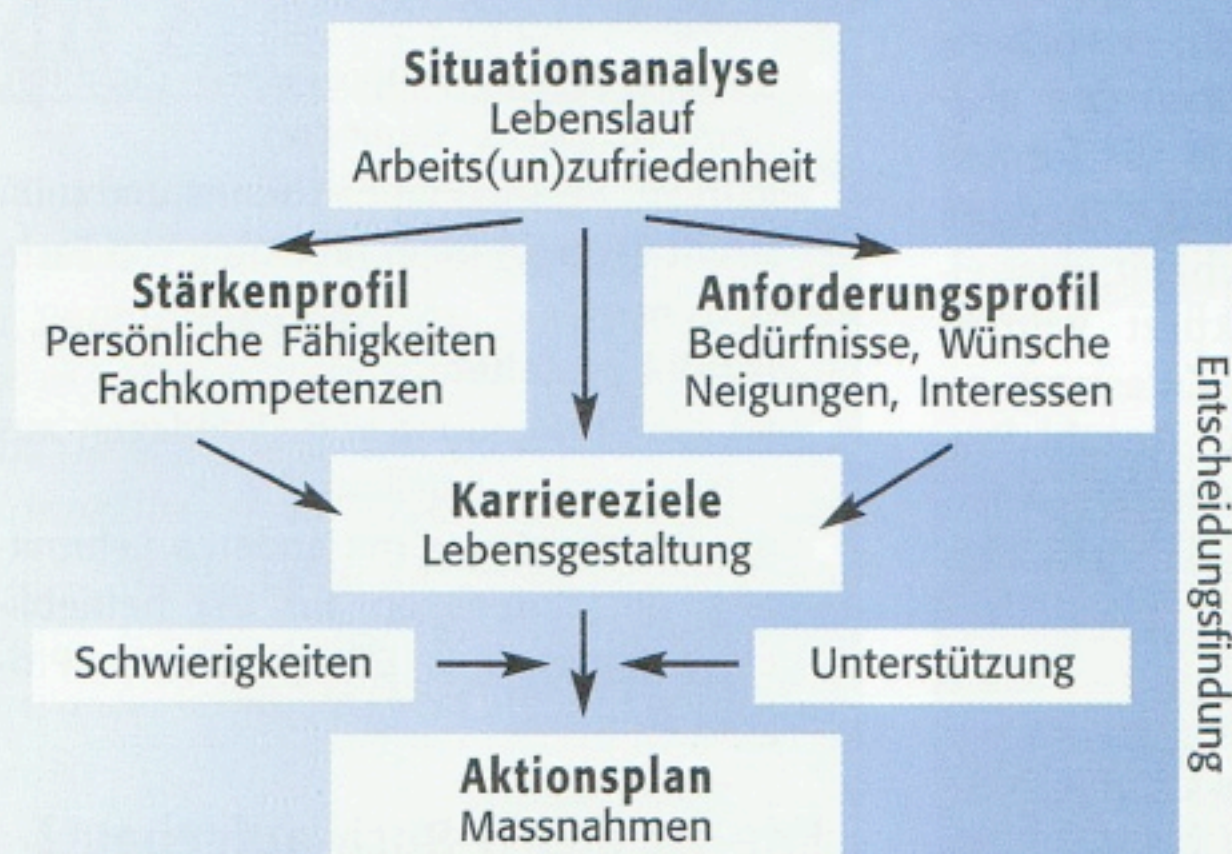 Situationsanalyse
Lebenslauf
Arbeits(un)zufriedenheit
Stärkenprofil
Persönliche Fähigkeiten
Fachkompetenzen
Anforderungsprofil
Bedürfnisse, Wünsche
Neigungen, Interessen
Karriereziele
Lebensgestaltung
Schwierigkeiten
Unterstützung
Aktionsplan
Massnahmen
Entscheidungsfindung